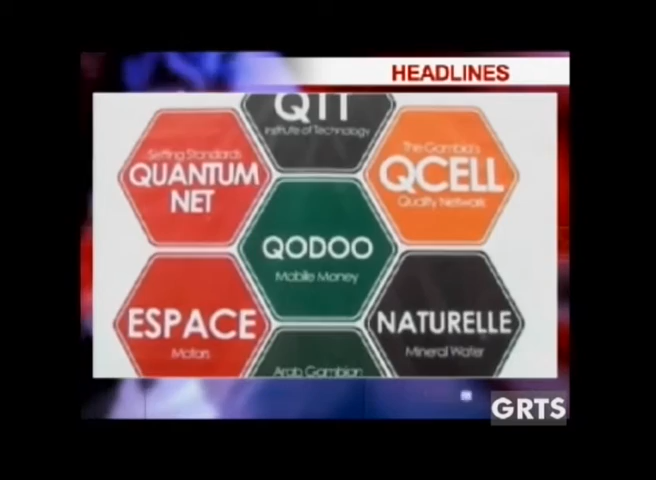 HEADLINES
QTI
Institute of Technology
Setting Standards
QUANTUM
NET
The Gambia's
QCELL
Quality Network
QODOO
Mobile Money
ESPACE
Motors
NATURELLE
Mineral Water
Arab Gambian
GRTS